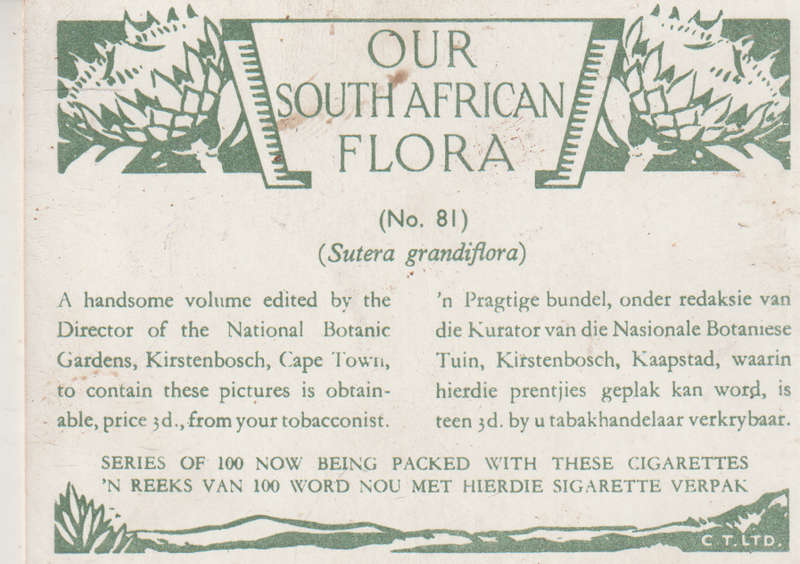 OUR
SOUTH AFRICAN
FLORA
(No. 81)
(Sutera grandiflora)
A handsome volume edited by the
Director of the National Botanic
Gardens, Kirstenbosch, Cape Town,
to contain these pictures is obtain-
able, price 3d., from your tobacconist.
'n Pragtige bundel, onder redaksie van
die Kurator van die Nasionale Botaniese
Tuin, Kirstenbosch, Kaapstad, waarin
hierdie prentjies geplak kan word, is
teen 3d. by u tabakhandelaar verkrybaar.
SERIES OF 100 NOW BEING PACKED WITH THESE CIGARETTES
'N REEKS VAN 100 WORD NOU MET HIERDIE SIGARETTE VERPAK
C.T. LTD.